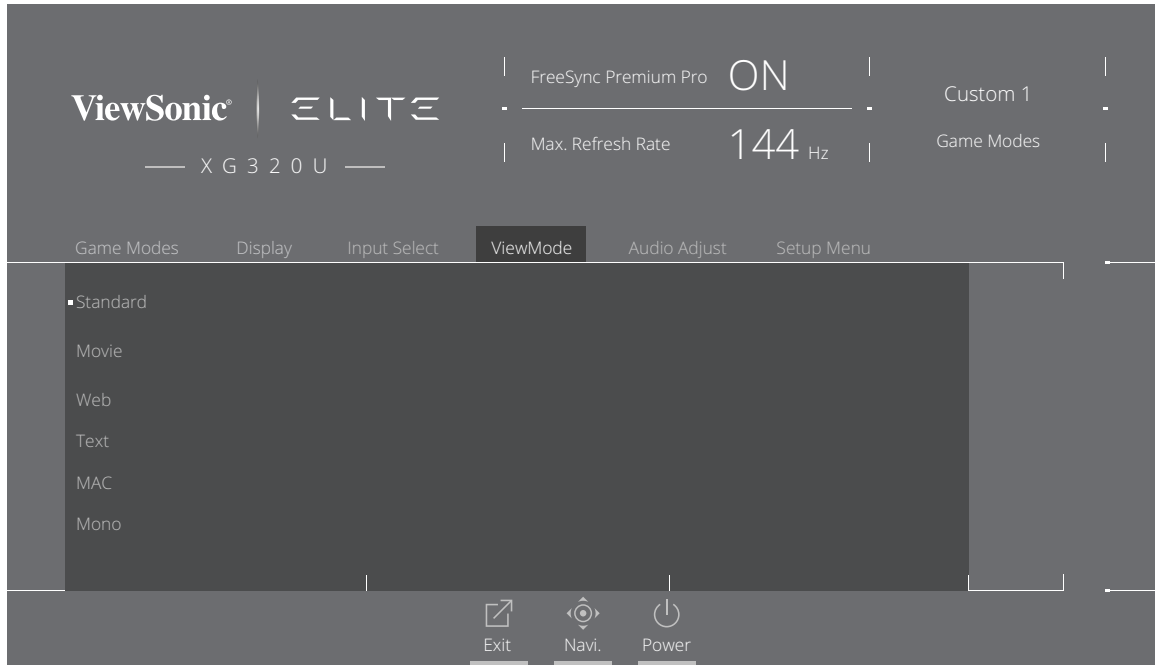 ViewSonic® ELITE
XG320U
FreeSync Premium Pro ON
Max. Refresh Rate 144 Hz
Custom 1
Game Modes
Game Modes Display Input Select ViewMode Audio Adjust Setup Menu
Standard
Movie
Web
Text
MAC
Mono
Exit Navi. Power